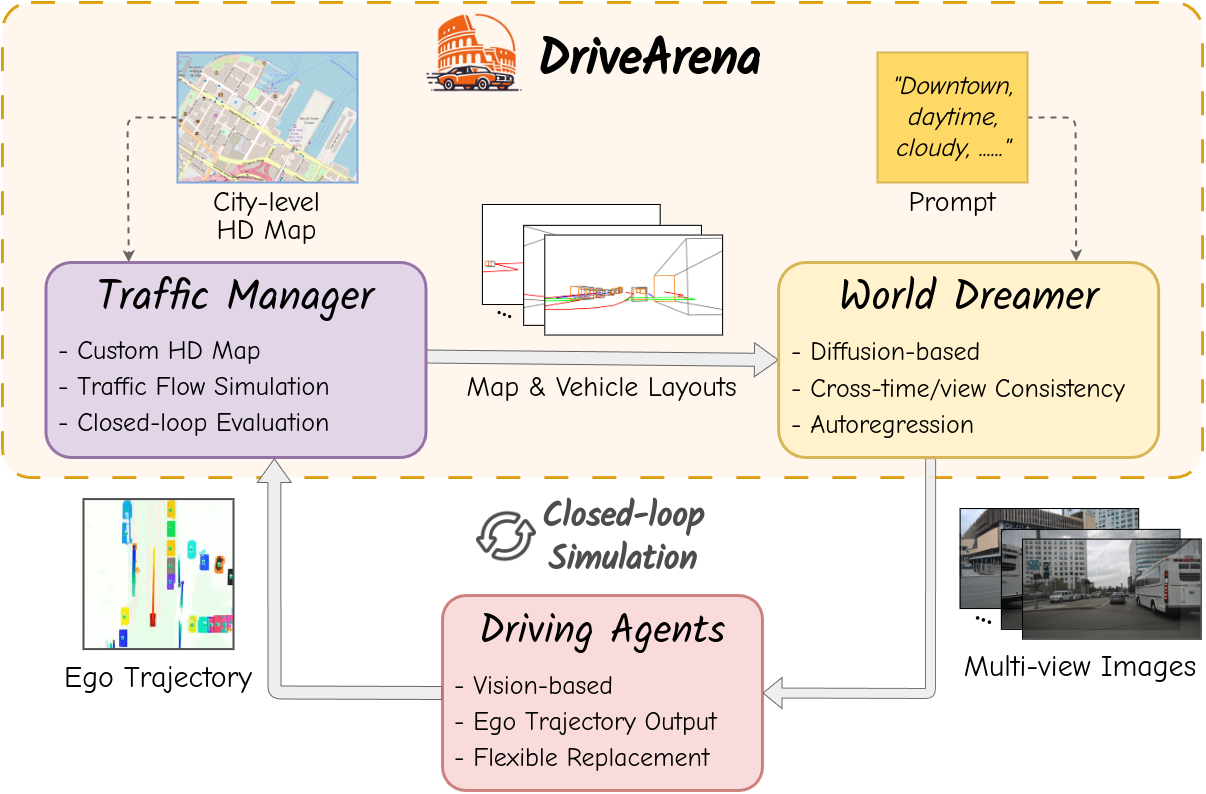 DriveArena
"Downtown,
daytime,
cloudy, ......"
City-level
HD Map
Prompt
Traffic Manager
- Custom HD Map
- Traffic Flow Simulation
- Closed-loop Evaluation
...
Map & Vehicle Layouts
World Dreamer
- Diffusion-based
- Cross-time/view Consistency
- Autoregression
Closed-loop
Simulation
Ego Trajectory
...
Multi-view Images
Driving Agents
- Vision-based
- Ego Trajectory Output
- Flexible Replacement